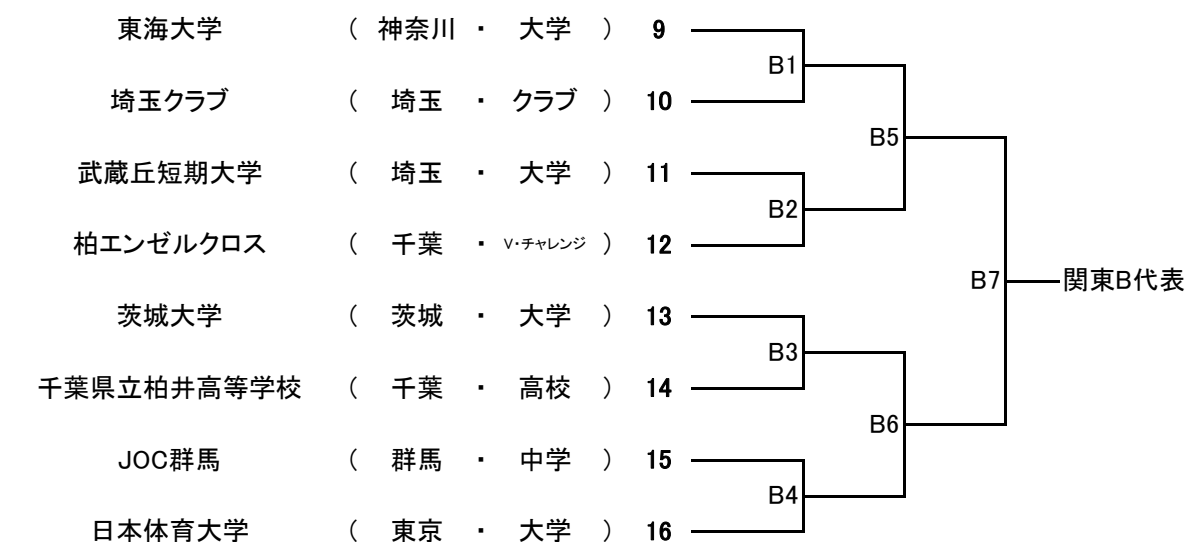 東海大学 ( 神奈川 ・ 大学 ) 9
B1
埼玉クラブ ( 埼玉 ・ クラブ ) 10
B5
武蔵丘短期大学 ( 埼玉 ・ 大学 ) 11
B2
柏エンゼルクロス ( 千葉 ・ V・チャレンジ ) 12
B7 関東B代表
茨城大学 ( 茨城 ・ 大学 ) 13
B3
千葉県立柏井高等学校 ( 千葉 ・ 高校 ) 14
B6
JOC群馬 ( 群馬 ・ 中学 ) 15
B4
日本体育大学 ( 東京 ・ 大学 ) 16